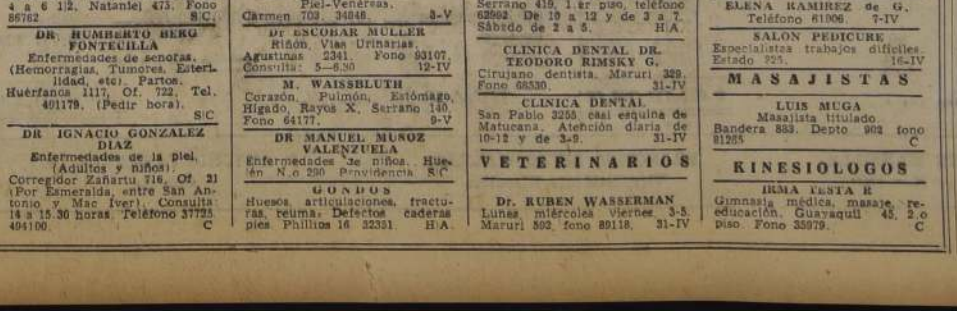 4 a 6 1|2. Nataniel 475. Fono
86762 S|C.
DR. HUMBERTO BERG
FONTECILLA
Enfermedades de senoras.
(Hemorragias, Tumores, Esteri-
lidad, etc). Partos.
Huérfanos 1117, Of. 722, Tel.
491179. (Pedir hora).
S|C
DR IGNACIO GONZALEZ
DIAZ
Enfermedades de la piel.
(Adultos y niños).
Corregidor Zañartu 716, Of. 21
(Por Esmeralda, entre San An-
tonio y Mac Iver). Consulta
14 a 15.30 horas. Teléfono 37725
494100. C
Piel-Venéreas.
Carmen 703, 34848. 3-V
Dr ESCOBAR MULLER
Riñón, Vías Urinarias,
Agustinas 2341. Fono 93107.
Consulta: 5—6.30 12-IV
M. WAISSBLUTH
Corazón, Pulmón, Estómago,
Hígado, Rayos X, Serrano 140,
Fono 64177. 9-V
DR MANUEL MUÑOZ
VALENZUELA
Enfermedades de niños. Hue-
lén N.o 290 Providencia S|C
GONDOS
Huesos, articulaciones, fractu-
ras, reuma. Defectos caderas
pies. Phillips 16 32331. H|A.
Serrano 419, 1.er piso, teléfono
62992. De 10 a 12 y de 3 a 7.
Sábado de 2 a 5. H|A.
CLINICA DENTAL DR.
TEODORO RIMSKY G.
Cirujano dentista. Maruri 329.
Fono 68530. 31-IV
CLINICA DENTAL
San Pablo 3255, casi esquina de
Matucana. Atención diaria de
10-12 y de 3-9. 31-IV
VETERINARIOS
Dr. RUBEN WASSERMAN
Lunes, miércoles viernes, 3-5.
Maruri 592, fono 89118. 31-IV
ELENA RAMIREZ de G.
Teléfono 61906. 7-IV
SALON PEDICURE
Especialistas trabajos difíciles.
Estado 225. 16-IV
MASAJISTAS
LUIS MUGA
Masajista titulado
Bandera 883. Depto 902 fono
81265 C
KINESIOLOGOS
IRMA TESTA R
Gimnasia médica, masaje, re-
educación. Guayaquil 45, 2.o
piso. Fono 35979. C